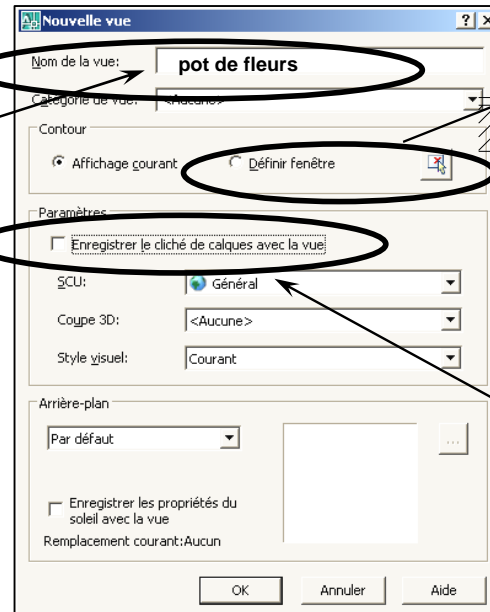 Nouvelle vue
Nom de la vue: pot de fleurs
Catégorie de vue: <Aucune>
Contour
Affichage courant Définir fenêtre
Paramètres
Enregistrer le cliché de calques avec la vue
SCU: Général
Coupe 3D: <Aucune>
Style visuel: Courant
Arrière-plan
Par défaut
...
Enregistrer les propriétés du
soleil avec la vue
Remplacement courant:Aucun
OK Annuler Aide